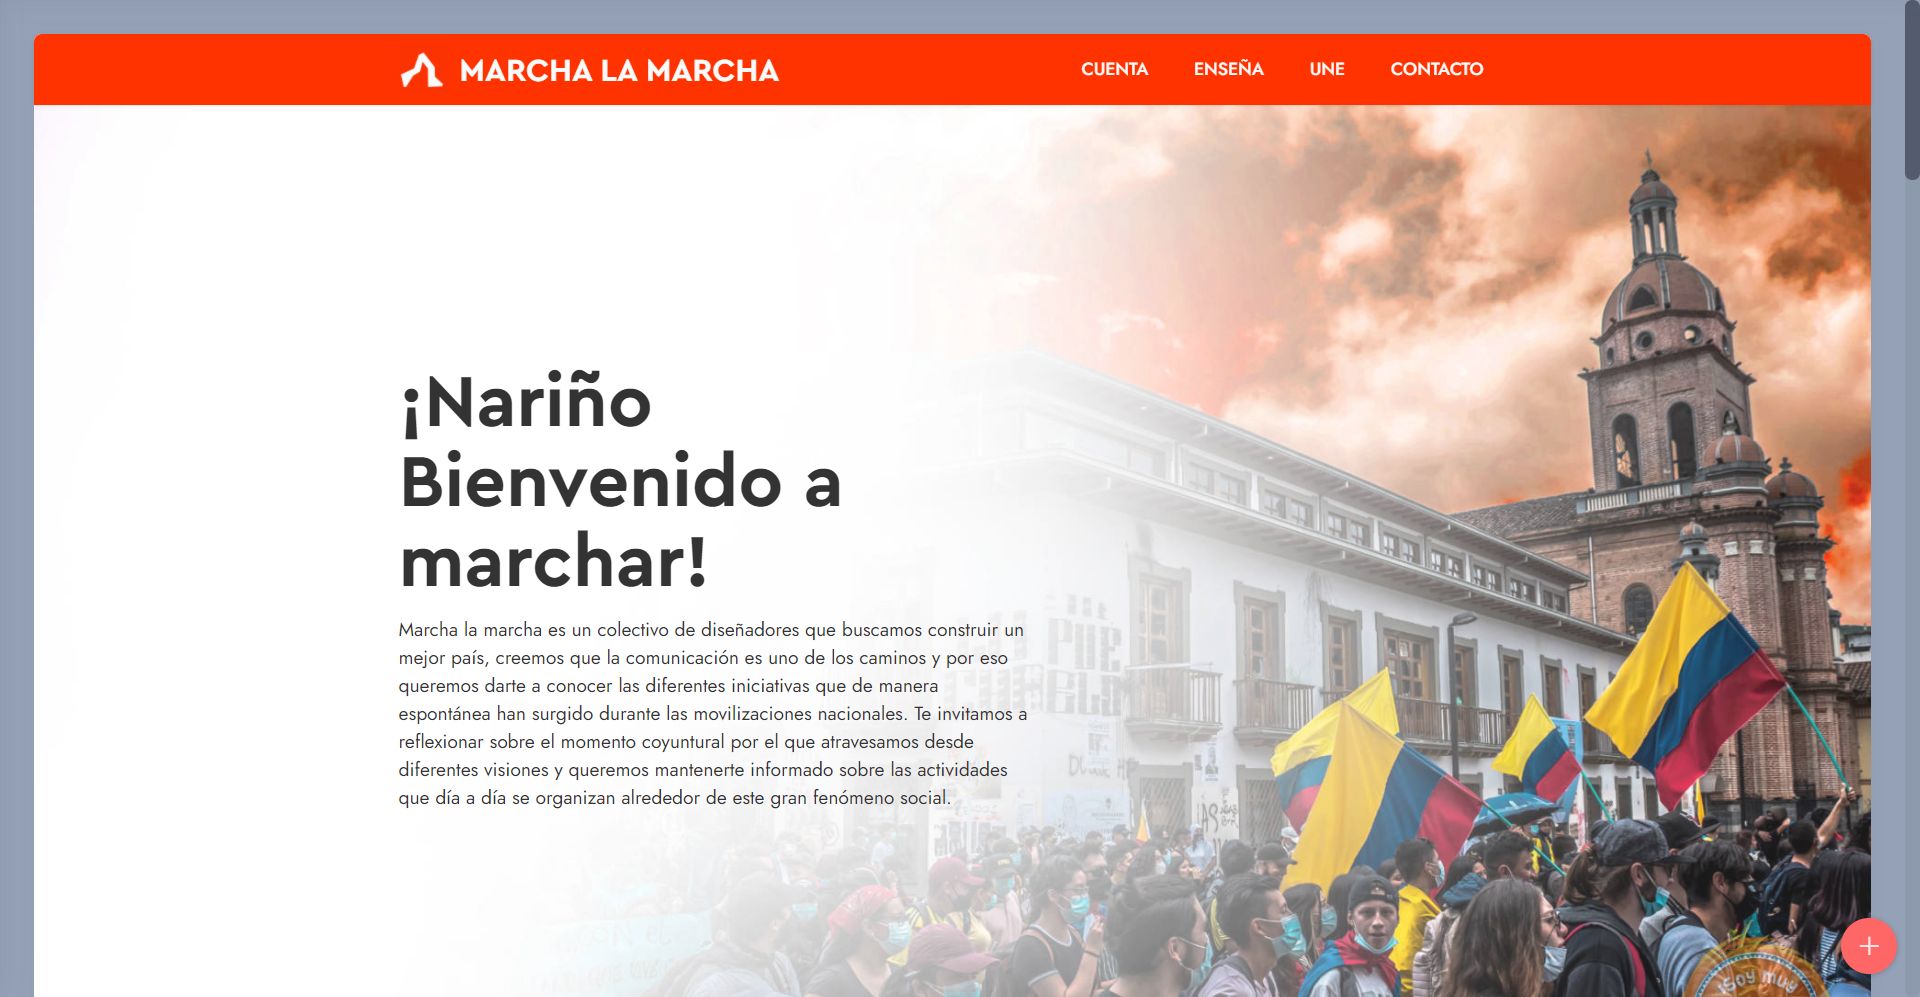 MARCHA LA MARCHA
CUENTA
ENSEÑA
UNE
CONTACTO
¡Nariño
Bienvenido a
marchar!
Marcha la marcha es un colectivo de diseñadores que buscamos construir un
mejor país, creemos que la comunicación es uno de los caminos y por eso
queremos darte a conocer las diferentes iniciativas que de manera
espontánea han surgido durante las movilizaciones nacionales. Te invitamos a
reflexionar sobre el momento coyuntural por el que atravesamos desde
diferentes visiones y queremos mantenerte informado sobre las actividades
que día a día se organizan alrededor de este gran fenómeno social.
Soy muy